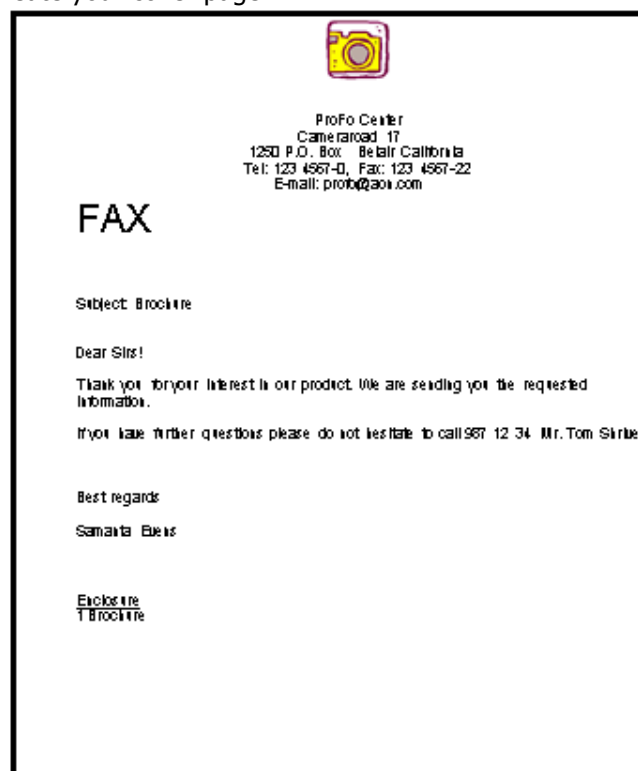 ProFo Center
Cameraroad 17
1250 P.O. Box Belair California
Tel: 123 4567-0, Fax: 123 4567-22
E-mail: profo@aon.com
FAX
Subject: Brochure
Dear Sirs!
Thank you for your interest in our product. We are sending you the requested
information.
If you have further questions please do not hesitate to call 987 12 34 Mr. Tom
Best regards
Samanta Evens
Enclosure
1 Brochure